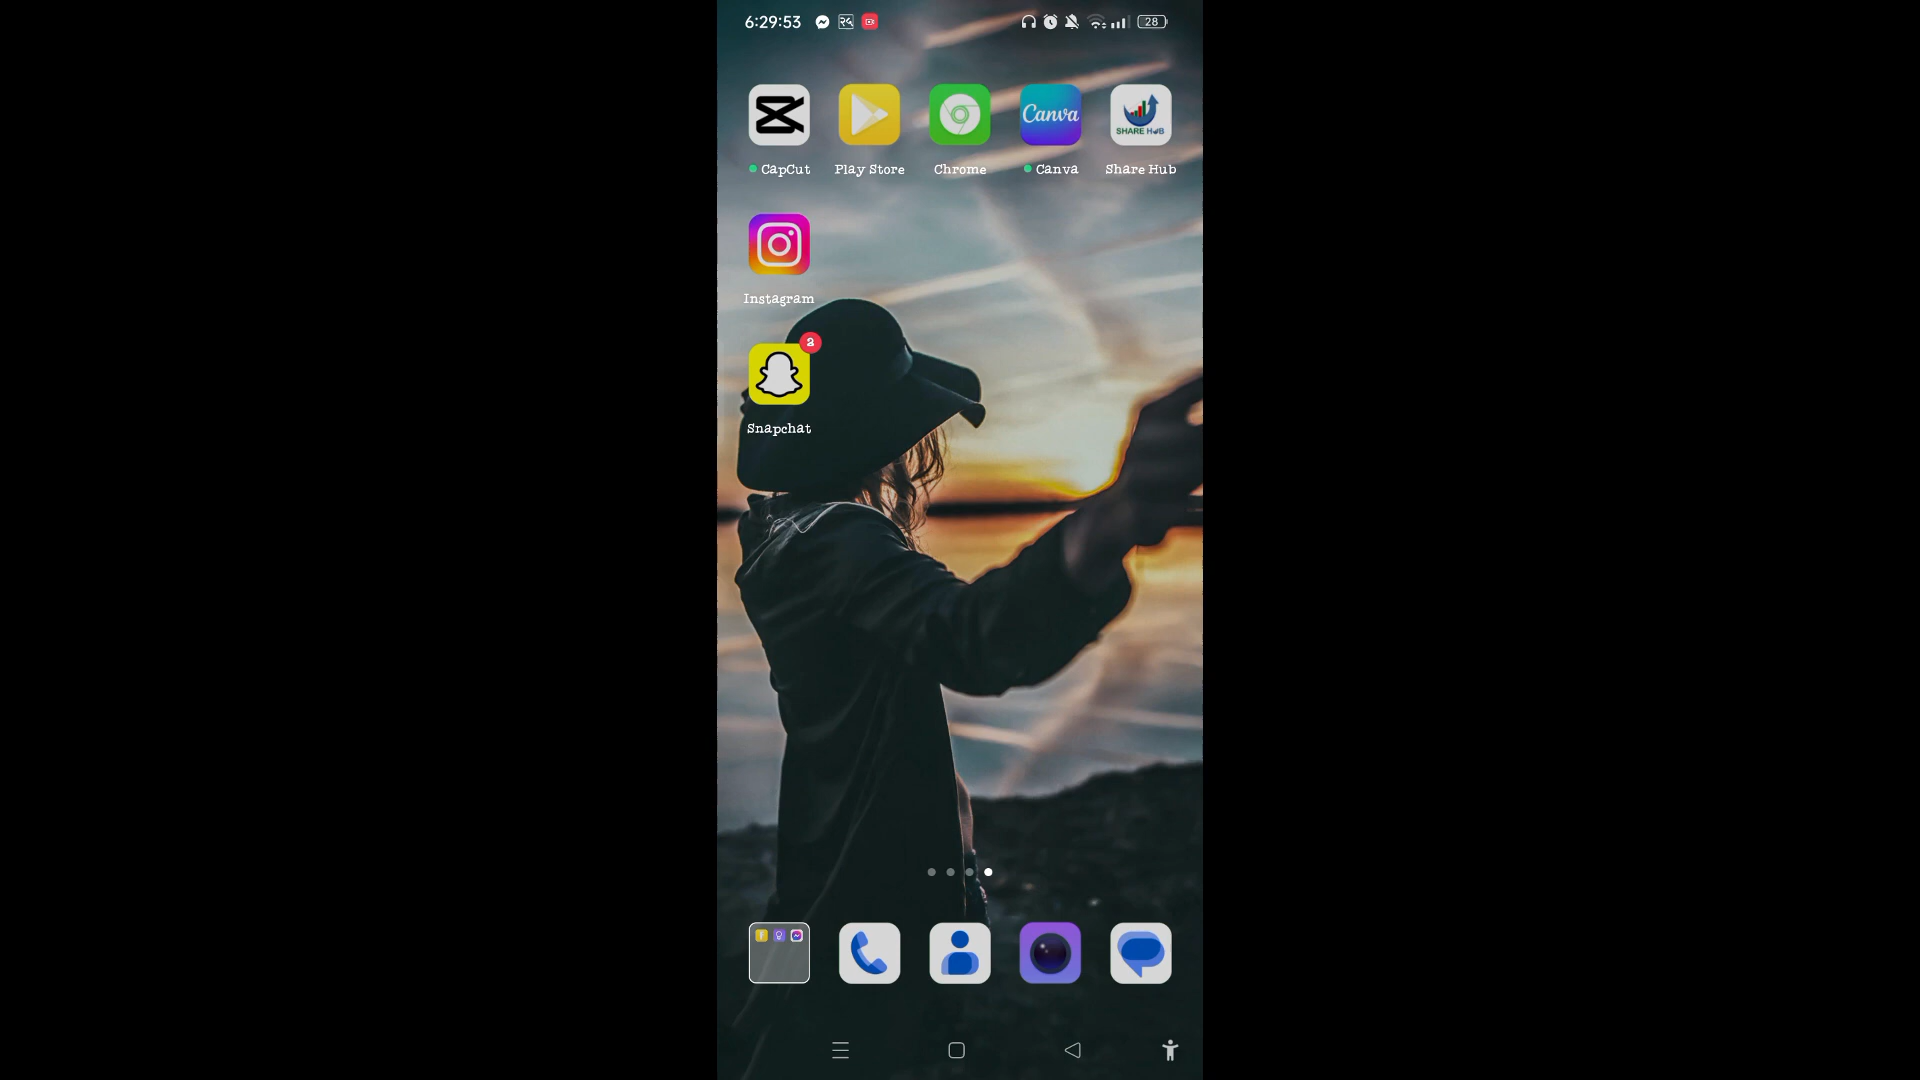 6:29:53
28
Canva
SHARE HUB
CapCut
Play Store
Chrome
Canva
Share Hub
Instagram
2
Snapchat